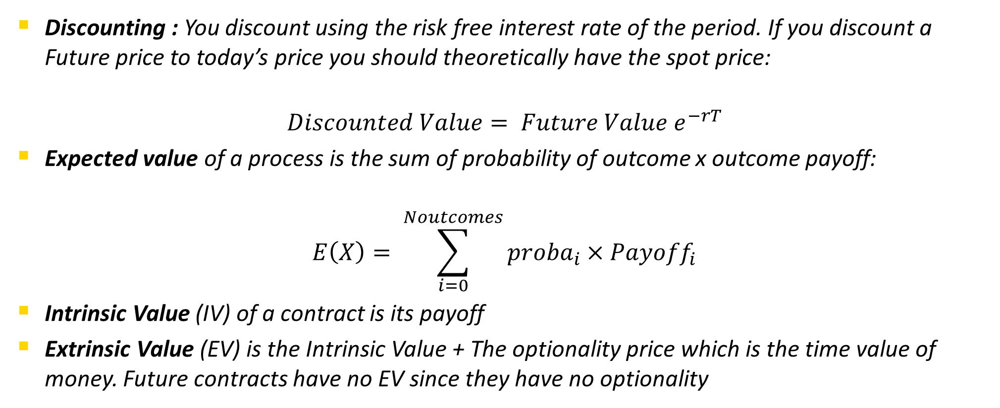 ▪ Discounting : You discount using the risk free interest rate of the period. If you discount a
Future price to today’s price you should theoretically have the spot price:
Discounted Value = Future Value e^{-rT}
▪ Expected value of a process is the sum of probability of outcome x outcome payoff:
E(X) = \sum_{i=0}^{Noutcomes} proba_i × Payoff_i
▪ Intrinsic Value (IV) of a contract is its payoff
▪ Extrinsic Value (EV) is the Intrinsic Value + The optionality price which is the time value of
money. Future contracts have no EV since they have no optionality